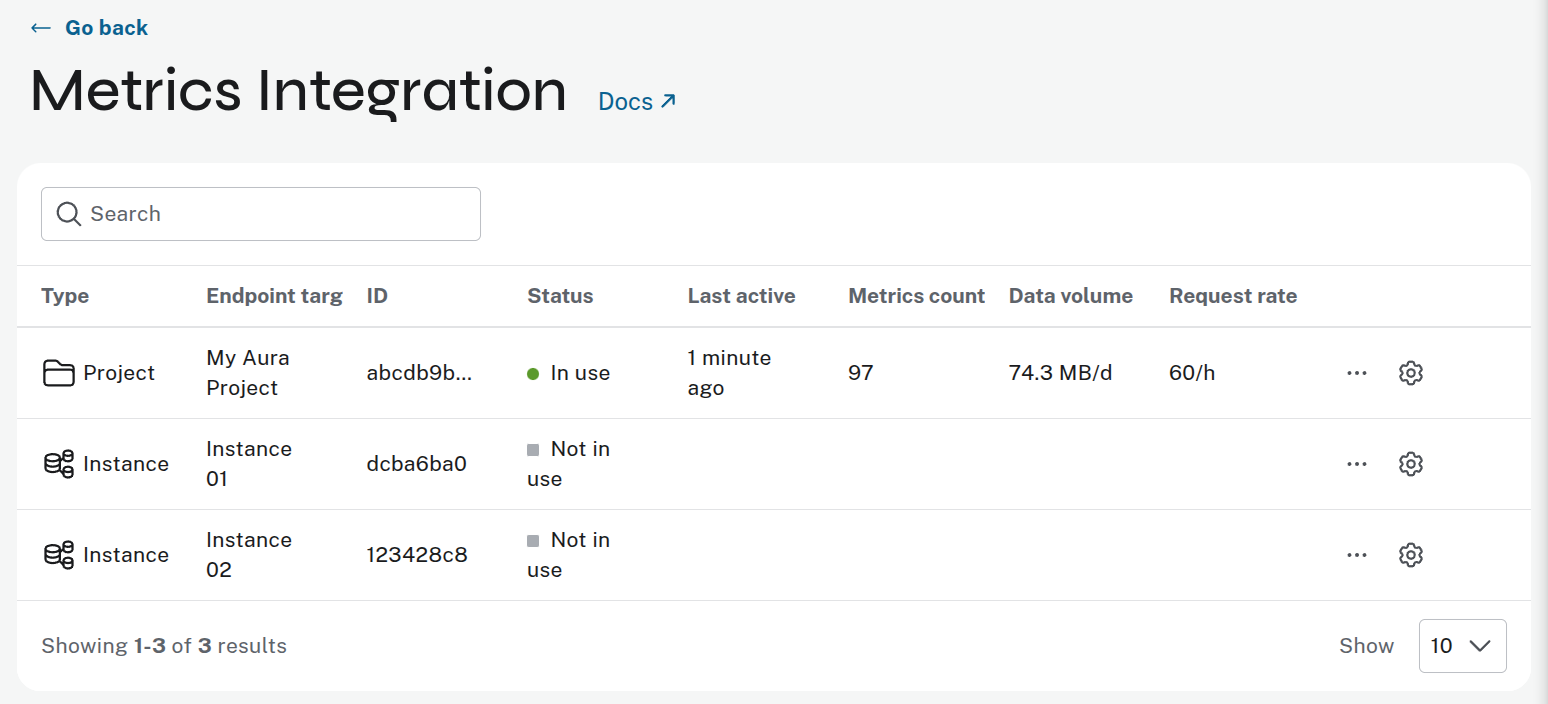 Go back
Metrics Integration Docs
Search
Type Endpoint targ ID Status Last active Metrics count Data volume Request rate
Project My Aura Project abcdb9b... In use 1 minute ago 97 74.3 MB/d 60/h
Instance Instance 01 dcba6ba0 Not in use
Instance Instance 02 123428c8 Not in use
Showing 1-3 of 3 results Show 10